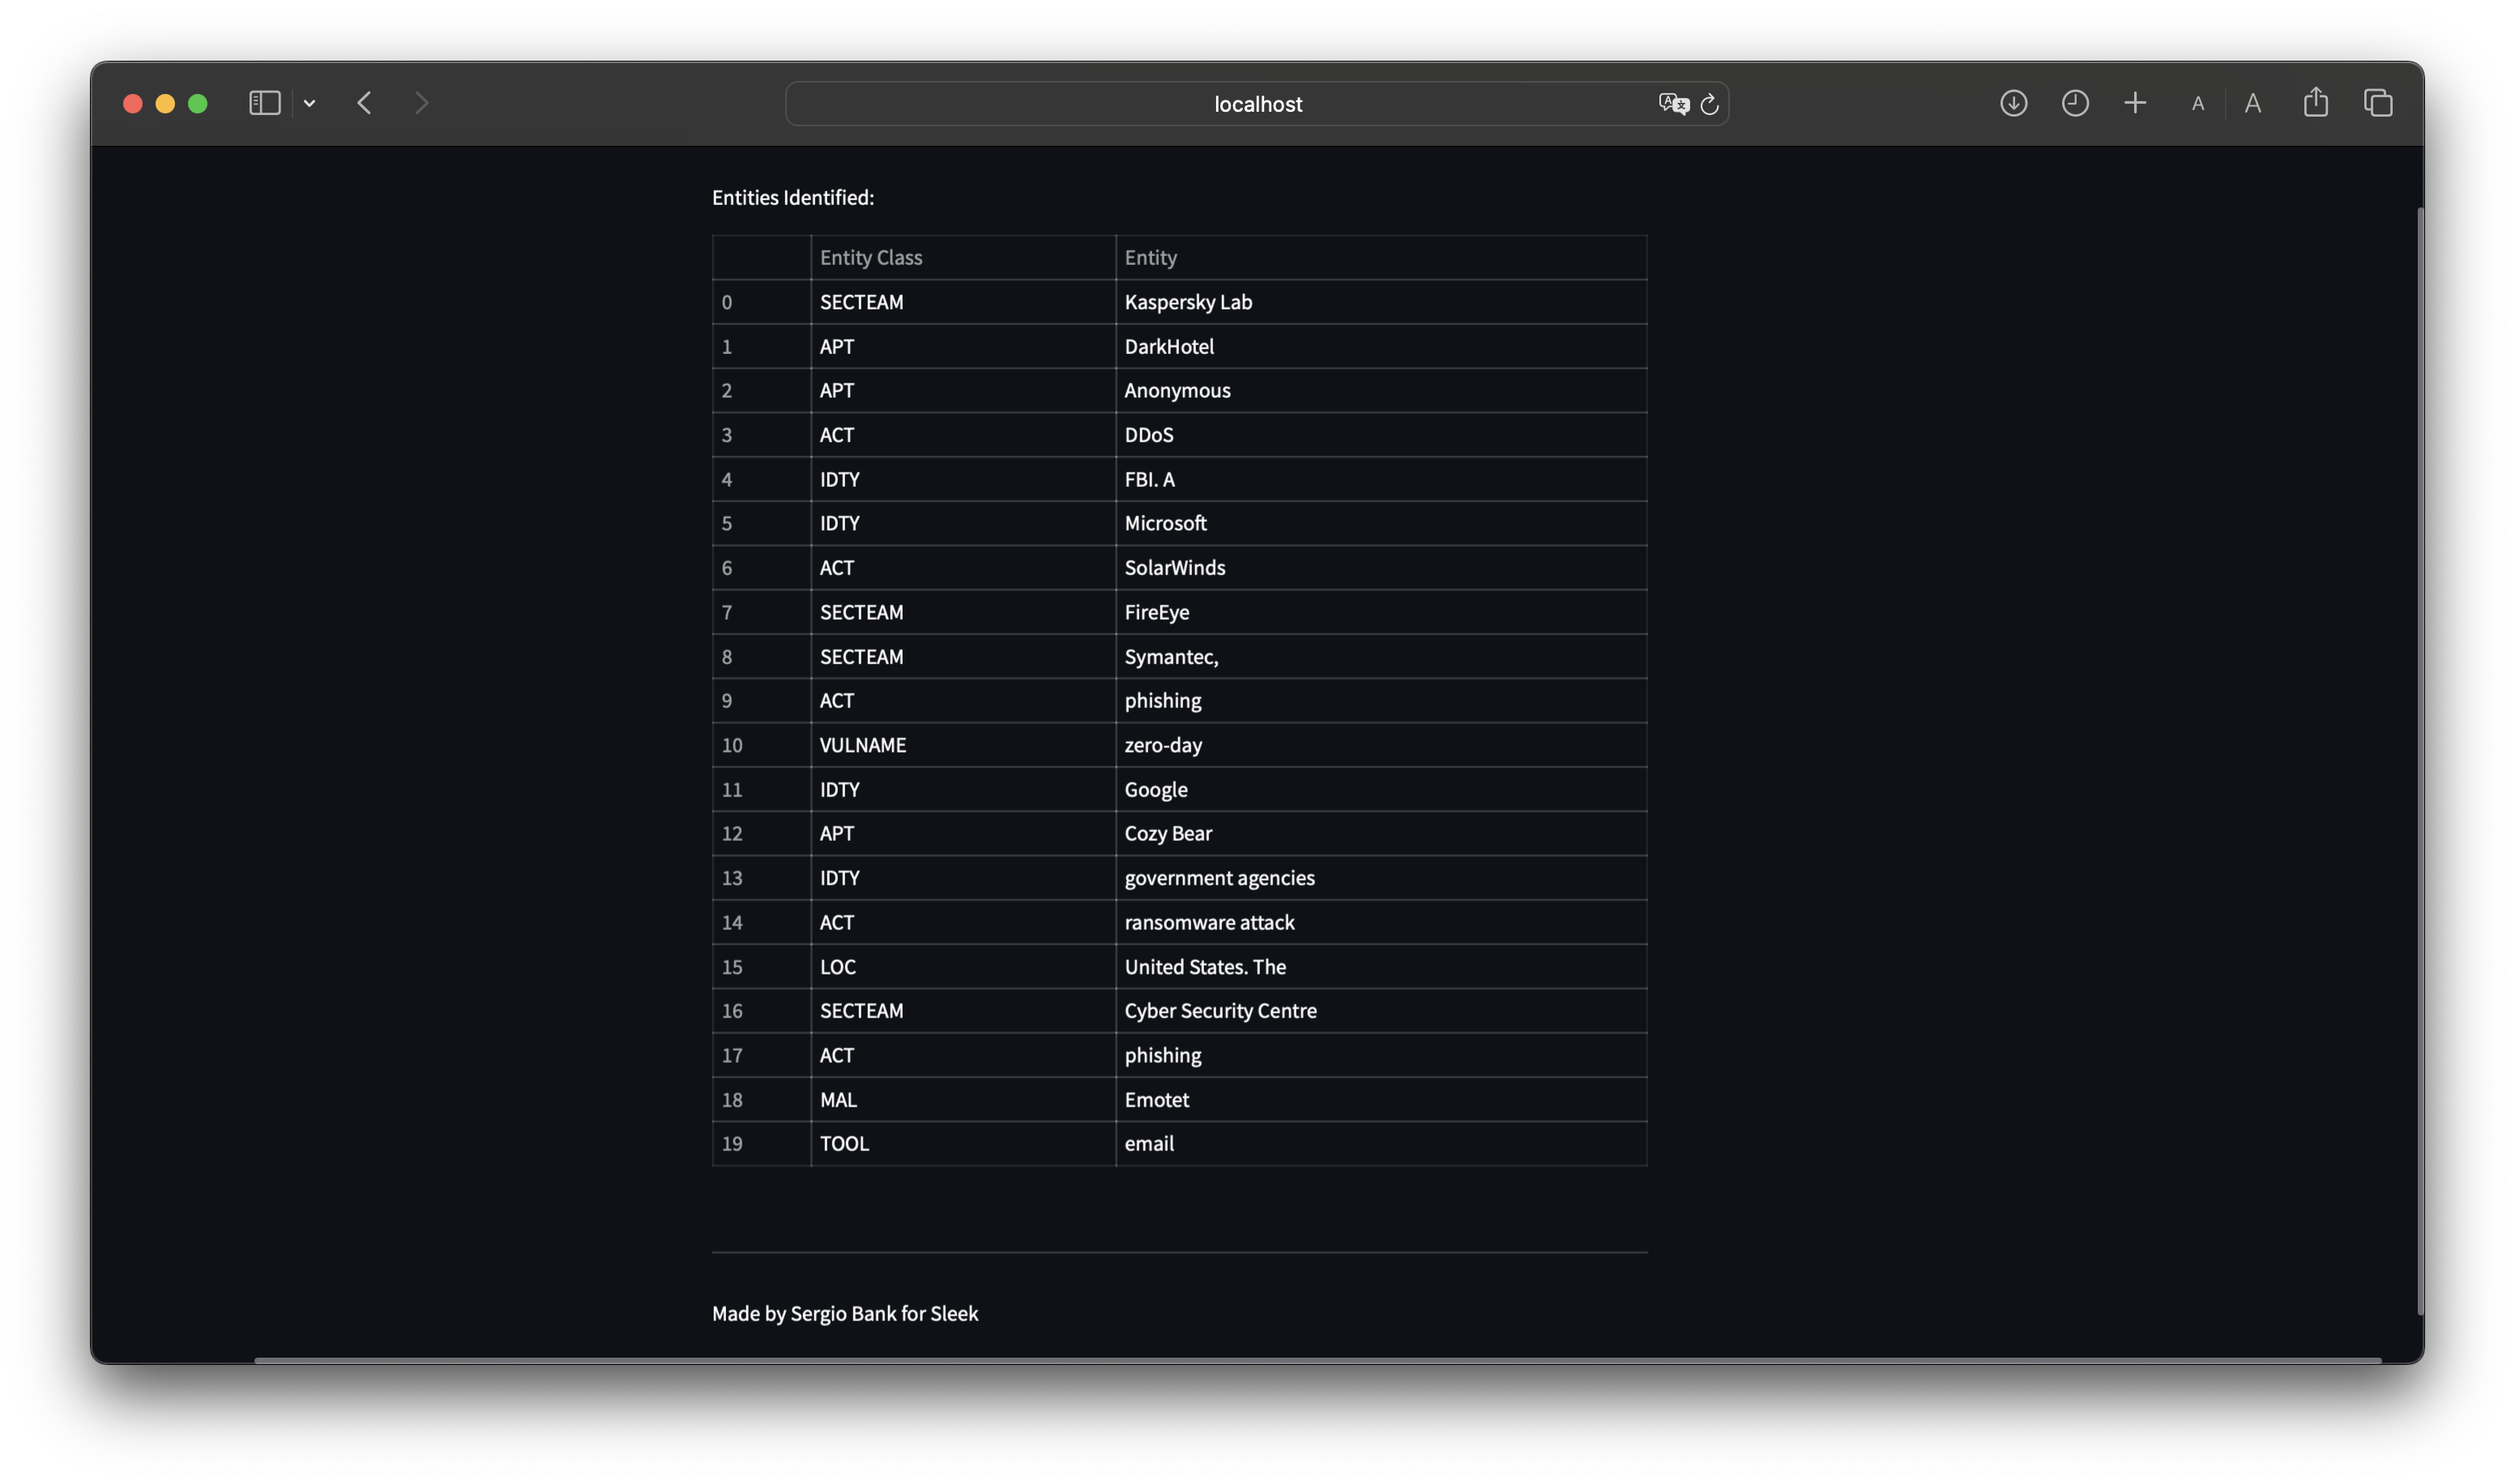 localhost
A A
Entities Identified:
Entity Class Entity
0 SECTEAM Kaspersky Lab
1 APT DarkHotel
2 APT Anonymous
3 ACT DDoS
4 IDTY FBI. A
5 IDTY Microsoft
6 ACT SolarWinds
7 SECTEAM FireEye
8 SECTEAM Symantec,
9 ACT phishing
10 VULNAME zero-day
11 IDTY Google
12 APT Cozy Bear
13 IDTY government agencies
14 ACT ransomware attack
15 LOC United States. The
16 SECTEAM Cyber Security Centre
17 ACT phishing
18 MAL Emotet
19 TOOL email
Made by Sergio Bank for Sleek